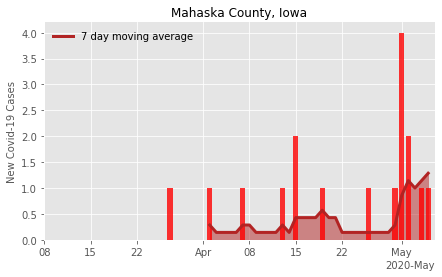 Mahaska County, Iowa
7 day moving average
New Covid-19 Cases
4.0
3.5
3.0
2.5
2.0
1.5
1.0
0.5
0.0
08 15 22 Apr 08 15 22 May
2020-May